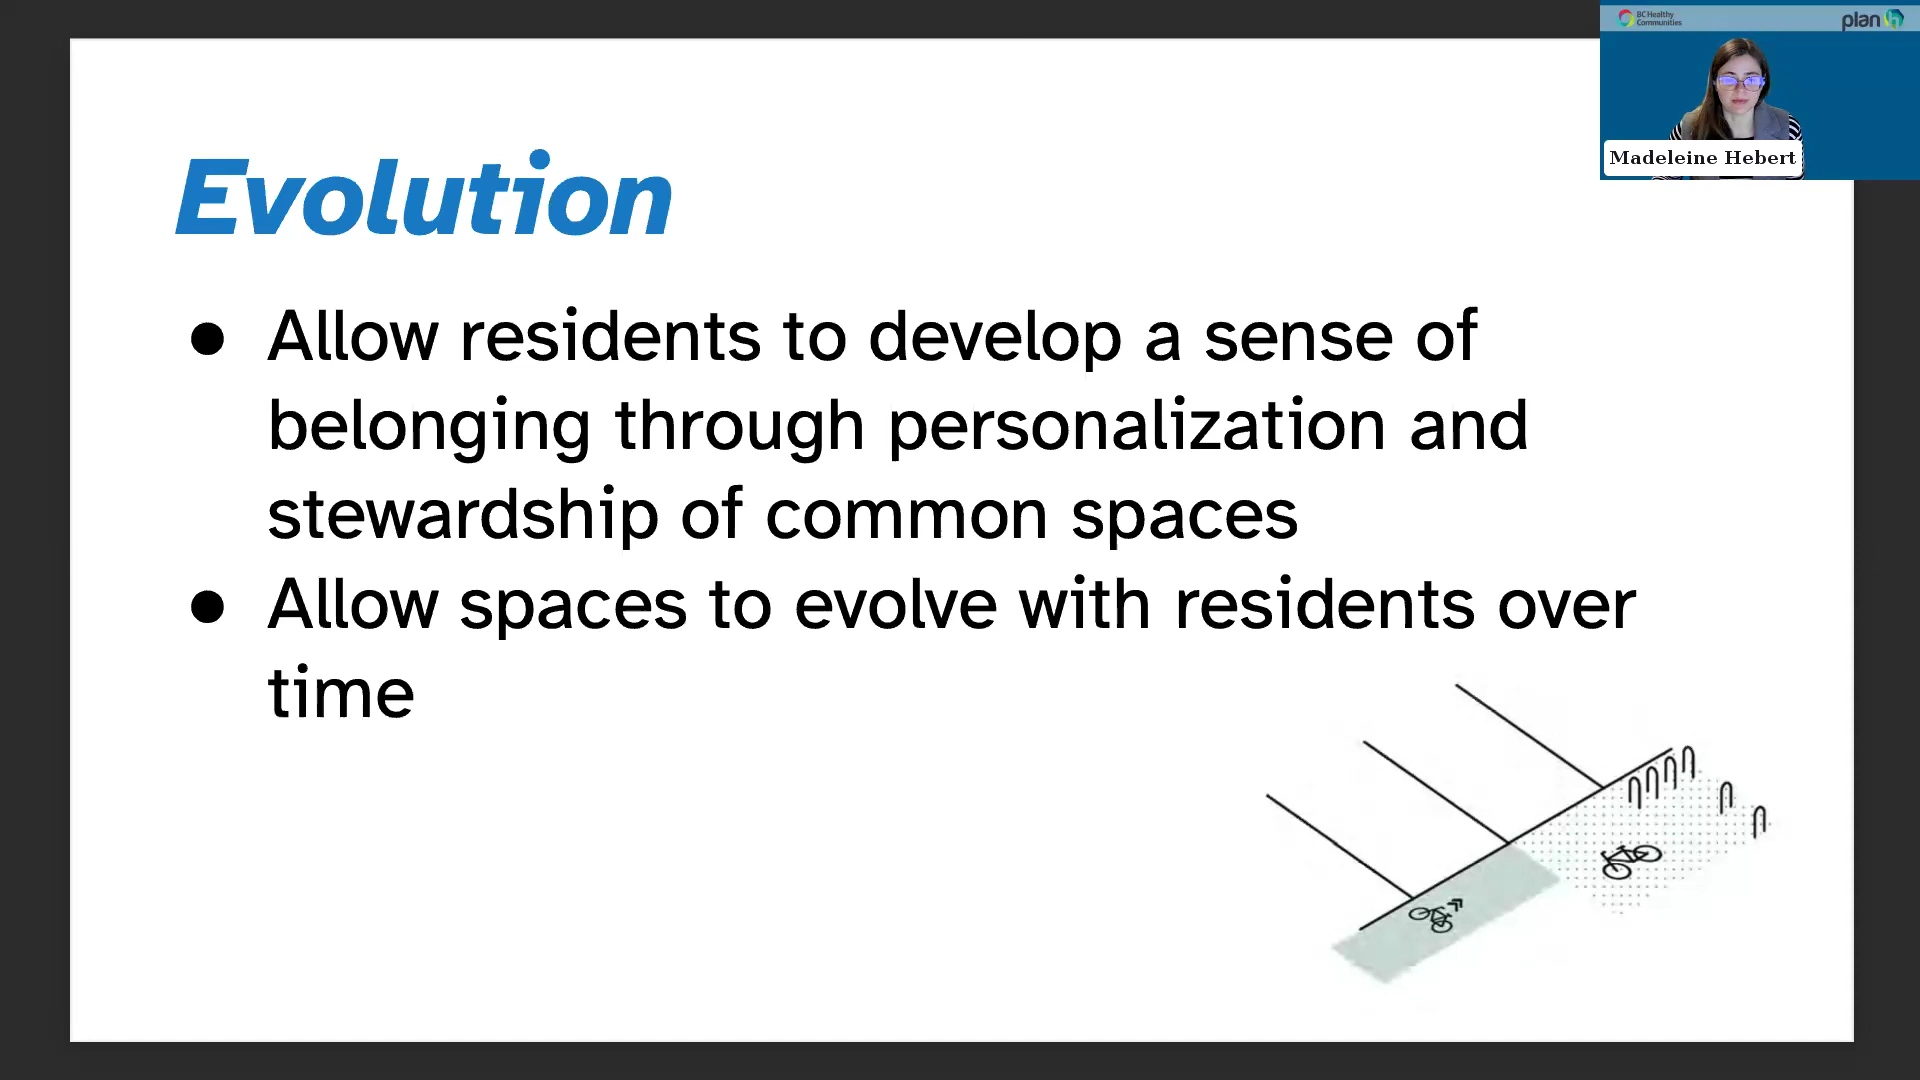 BC Healthy
Communities
plan h
Madeleine Hebert
Evolution
● Allow residents to develop a sense of
belonging through personalization and
stewardship of common spaces
● Allow spaces to evolve with residents over
time